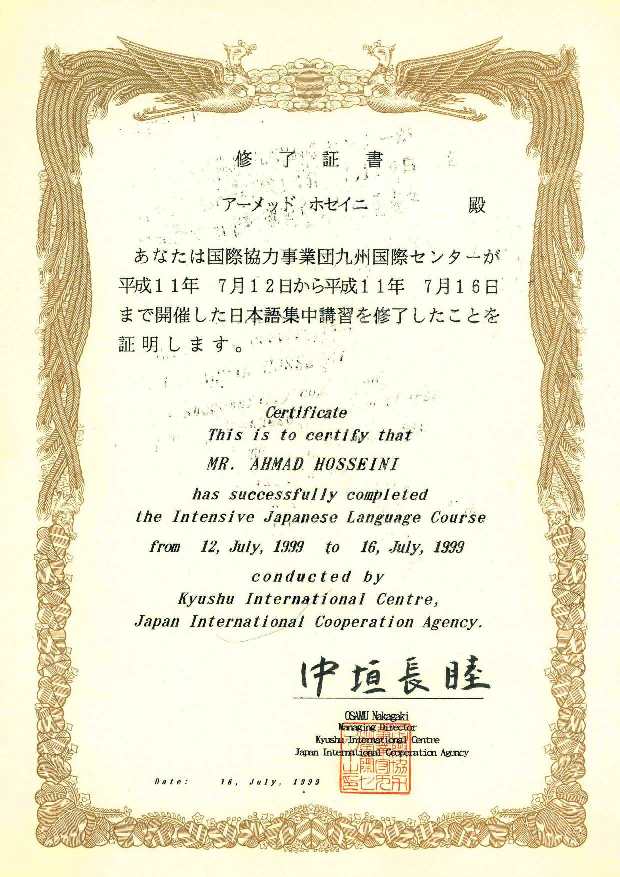 修了証書
アーメッド ホセイニ 殿
あなたは国際協力事業団九州国際センターが
平成11年 7月12日から平成11年 7月16日
まで開催した日本語集中講習を修了したことを
証明します。
Certificate
This is to certify that
MR. AHMAD HOSSEINI
has successfully completed
the Intensive Japanese Language Course
from 12, July, 1999 to 16, July, 1999
conducted by
Kyushu International Centre,
Japan International Cooperation Agency.
中垣長睦
OSAMU Nakagaki
Managing Director
Kyushu International Centre
Japan International Cooperation Agency
Date: 16, July, 1999